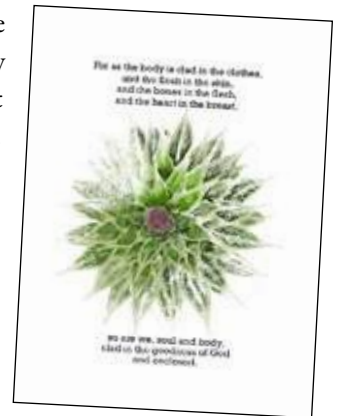 e
y
t
For as the body is clad in the clothes,
and the flesh in the skin,
and the bones in the flesh,
and the heart in the breast,
so are we, soul and body,
clad in the goodness of God
and enclosed.